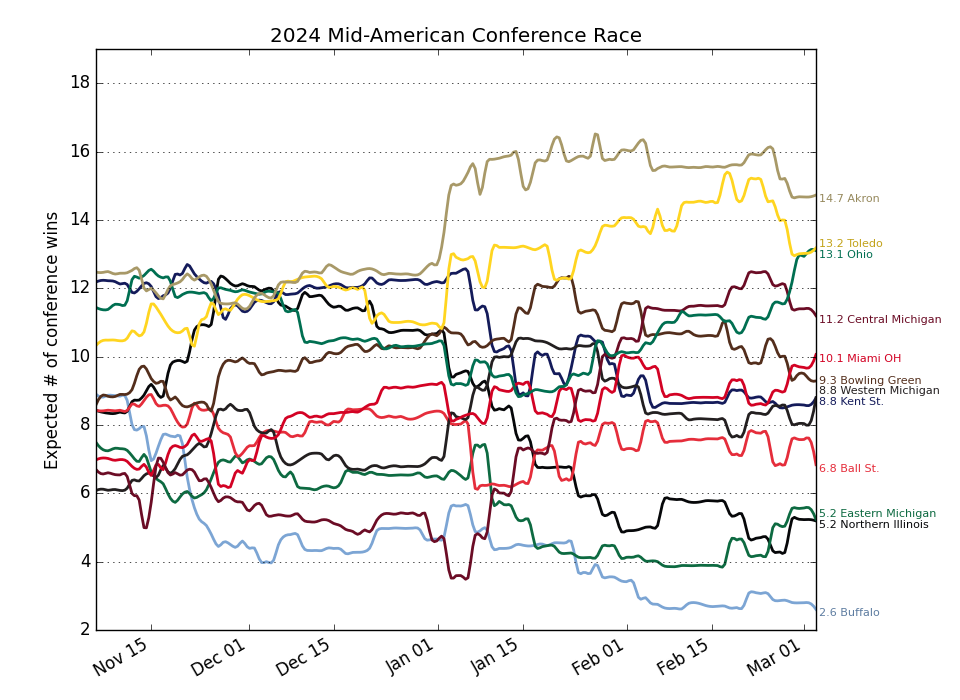 2024 Mid-American Conference Race
Expected # of conference wins
18
16
14
12
10
8
6
4
2
Nov 15
Dec 01
Dec 15
Jan 01
Jan 15
Feb 01
Feb 15
Mar 01
14.7 Akron
13.2 Toledo
13.1 Ohio
11.2 Central Michigan
10.1 Miami OH
9.3 Bowling Green
8.8 Western Michigan
8.8 Kent St.
6.8 Ball St.
5.2 Eastern Michigan
5.2 Northern Illinois
2.6 Buffalo